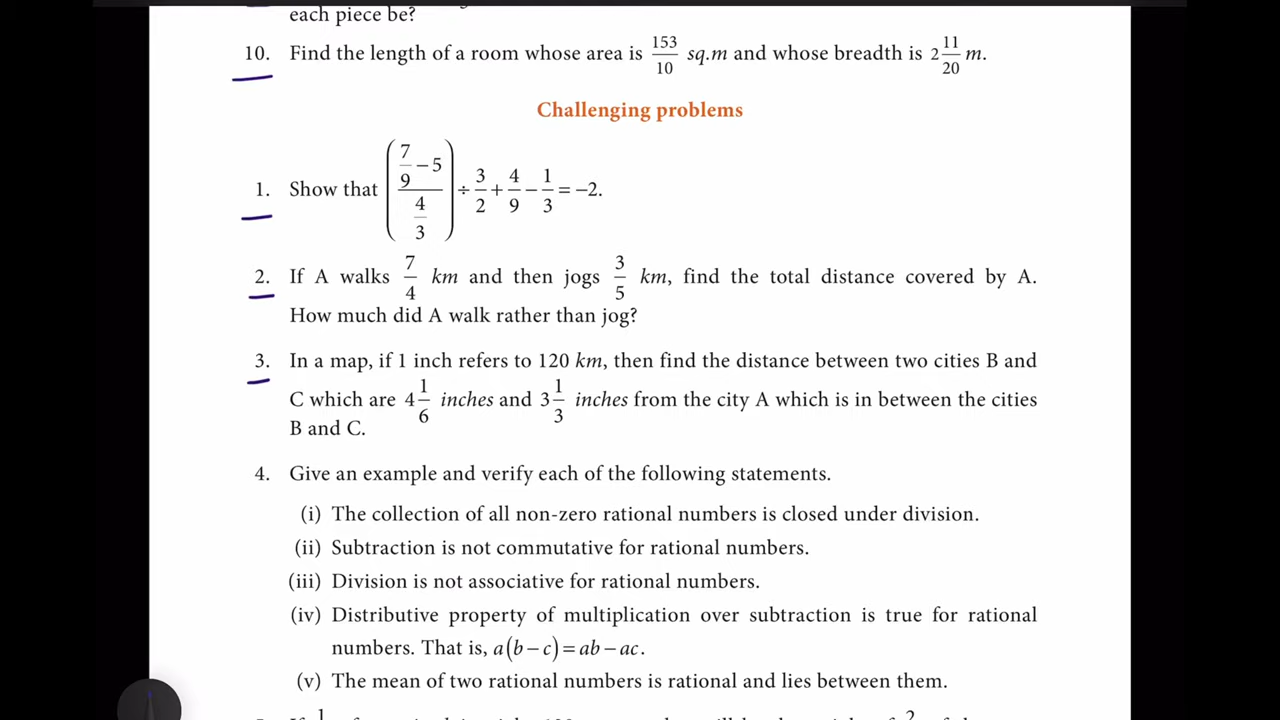 each piece be?
10. Find the length of a room whose area is 153/10 sq.m and whose breadth is 2 11/20 m.
Challenging problems
1. Show that ((7/9 − 5)/(4/3)) ÷ 3/2 + 4/9 − 1/3 = −2.
2. If A walks 7/4 km and then jogs 3/5 km, find the total distance covered by A.
How much did A walk rather than jog?
3. In a map, if 1 inch refers to 120 km, then find the distance between two cities B and
C which are 4 1/6 inches and 3 1/3 inches from the city A which is in between the cities
B and C.
4. Give an example and verify each of the following statements.
(i) The collection of all non-zero rational numbers is closed under division.
(ii) Subtraction is not commutative for rational numbers.
(iii) Division is not associative for rational numbers.
(iv) Distributive property of multiplication over subtraction is true for rational
numbers. That is, a(b − c) = ab − ac.
(v) The mean of two rational numbers is rational and lies between them.